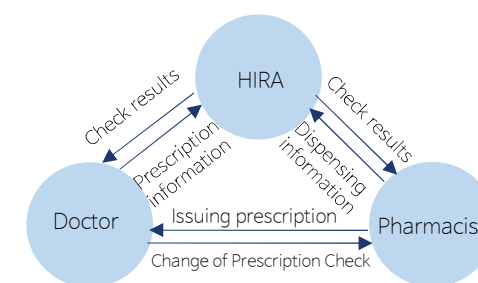 HIRA
Check results
Check results
Prescription
information
Dispensing
information
Doctor
Issuing prescription
Pharmacis
Change of Prescription Check